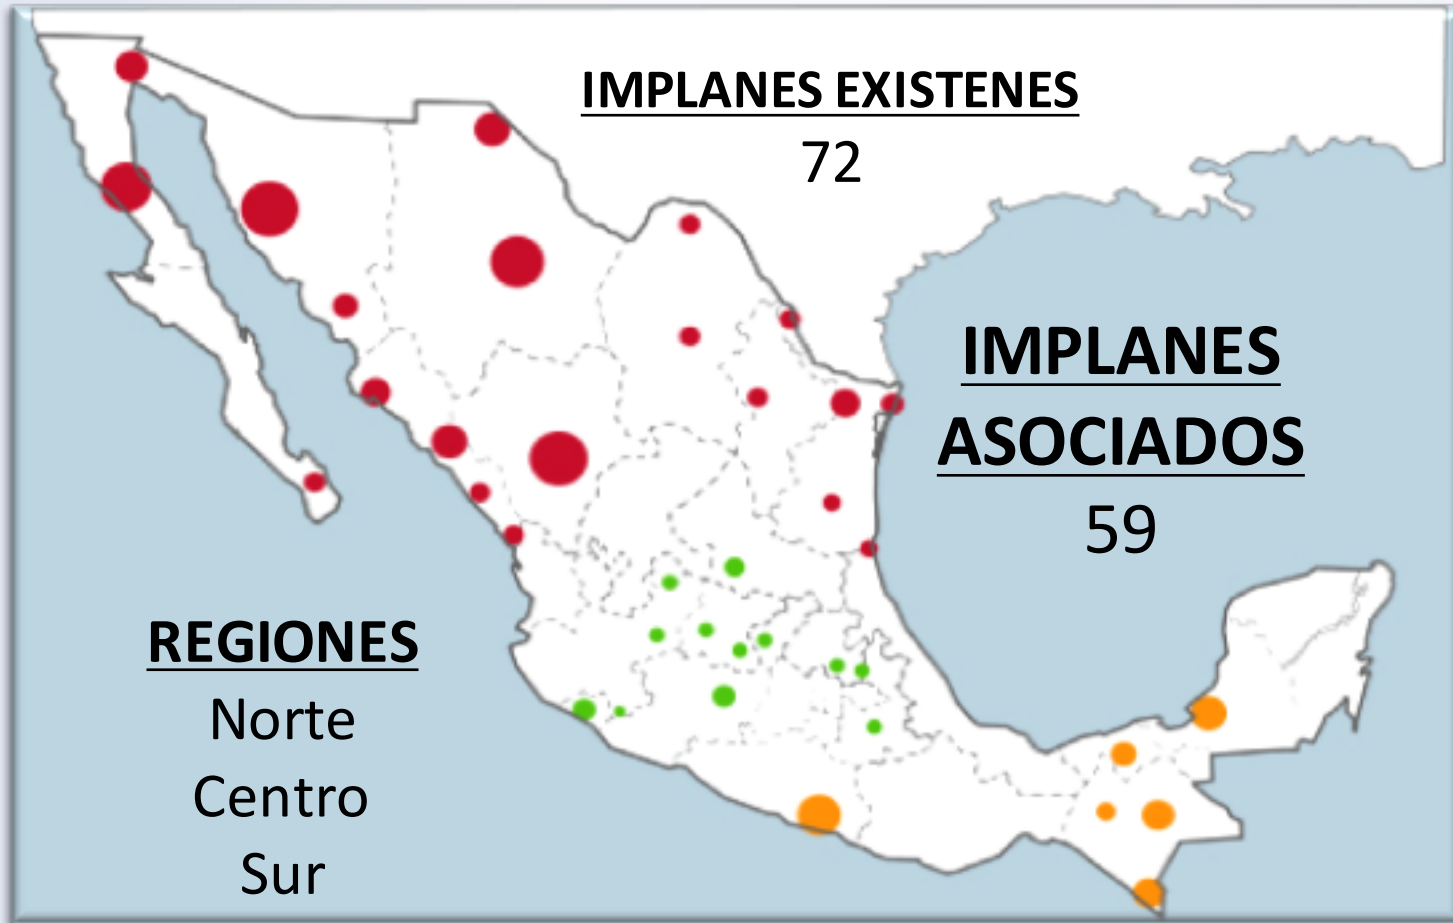 IMPLANES EXISTENES
72
IMPLANES
ASOCIADOS
59
REGIONES
Norte
Centro
Sur